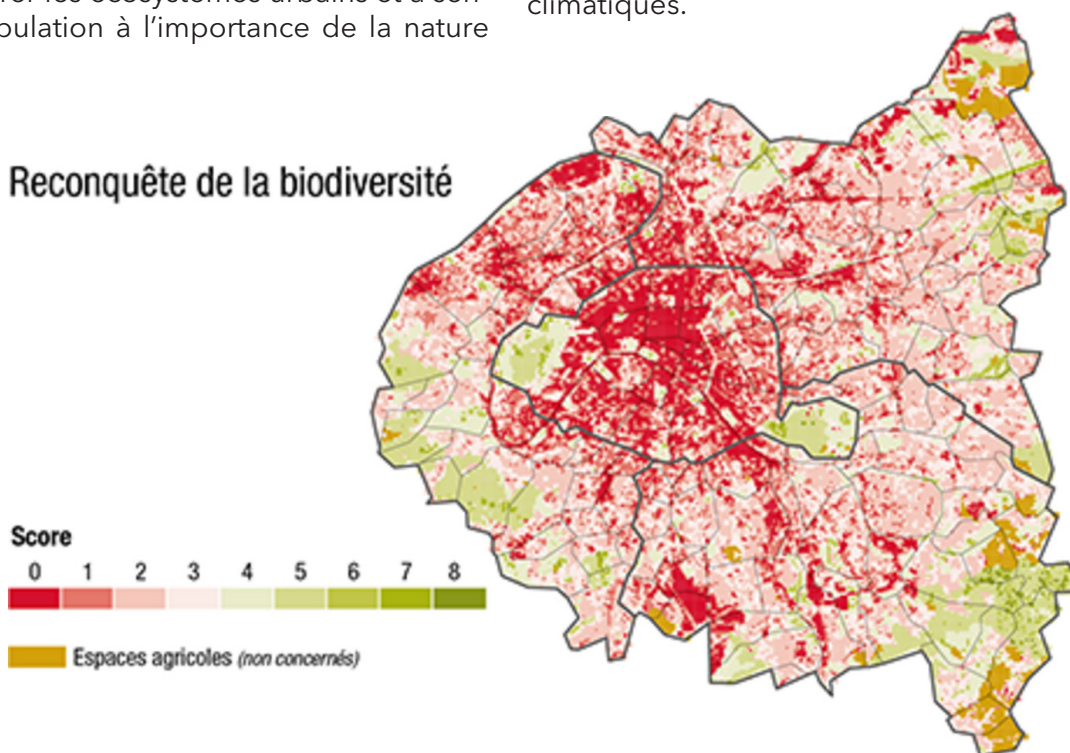 pulation à l’importance de la nature
climatiques.
Reconquête de la biodiversité
Score
0 1 2 3 4 5 6 7 8
Espaces agricoles (non concernés)